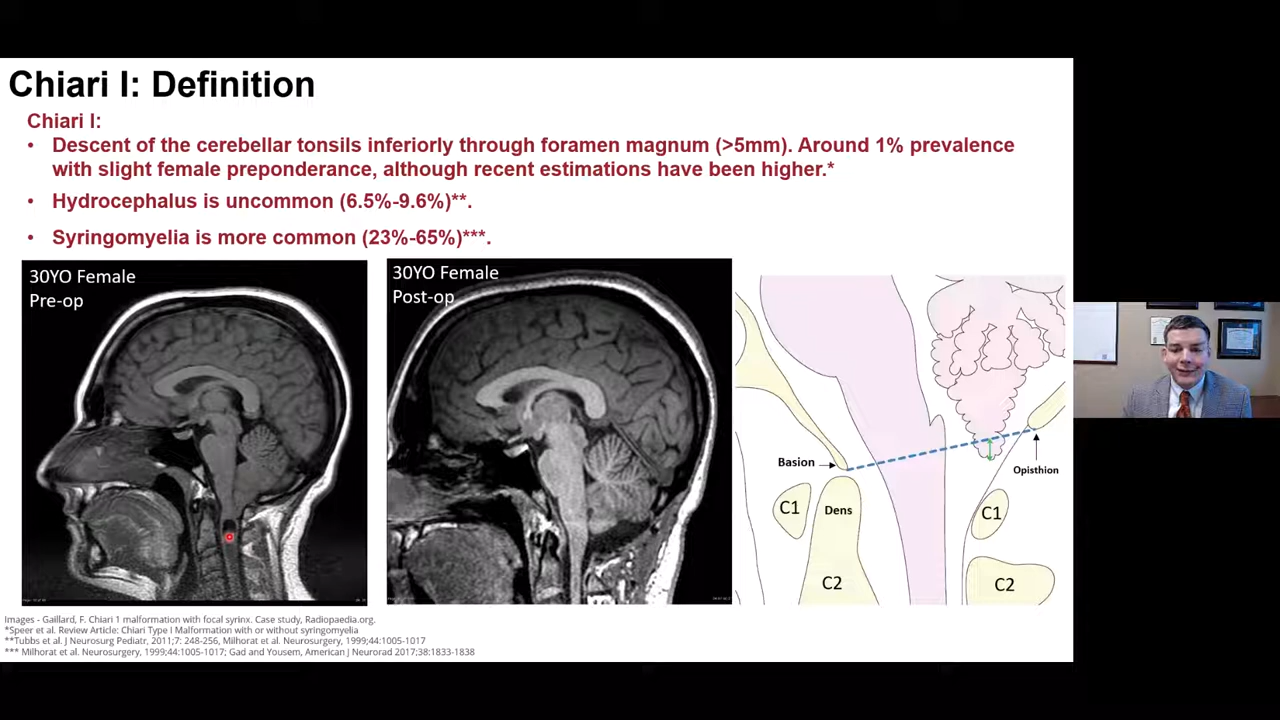 Chiari I: Definition
Chiari I:
• Descent of the cerebellar tonsils inferiorly through foramen magnum (>5mm). Around 1% prevalence
with slight female preponderance, although recent estimations have been higher.*
• Hydrocephalus is uncommon (6.5%-9.6%)**.
• Syringomyelia is more common (23%-65%)***.
30YO Female
Pre-op
30YO Female
Post-op
Basion
Opisthion
C1
Dens
C1
C2
C2
Images - Gaillard, F. Chiari 1 malformation with focal syrinx. Case study, Radiopaedia.org.
*Speer et al. Review Article: Chiari Type I Malformation with or without syringomyelia
**Tubbs et al. J Neurosurg Pediatr, 2011;7: 248-256, Milhorat et al. Neurosurgery, 1999;44:1005-1017
*** Milhorat et al. Neurosurgery, 1999;44:1005-1017; Gad and Yousem, American J Neurorad 2017;38:1833-1838